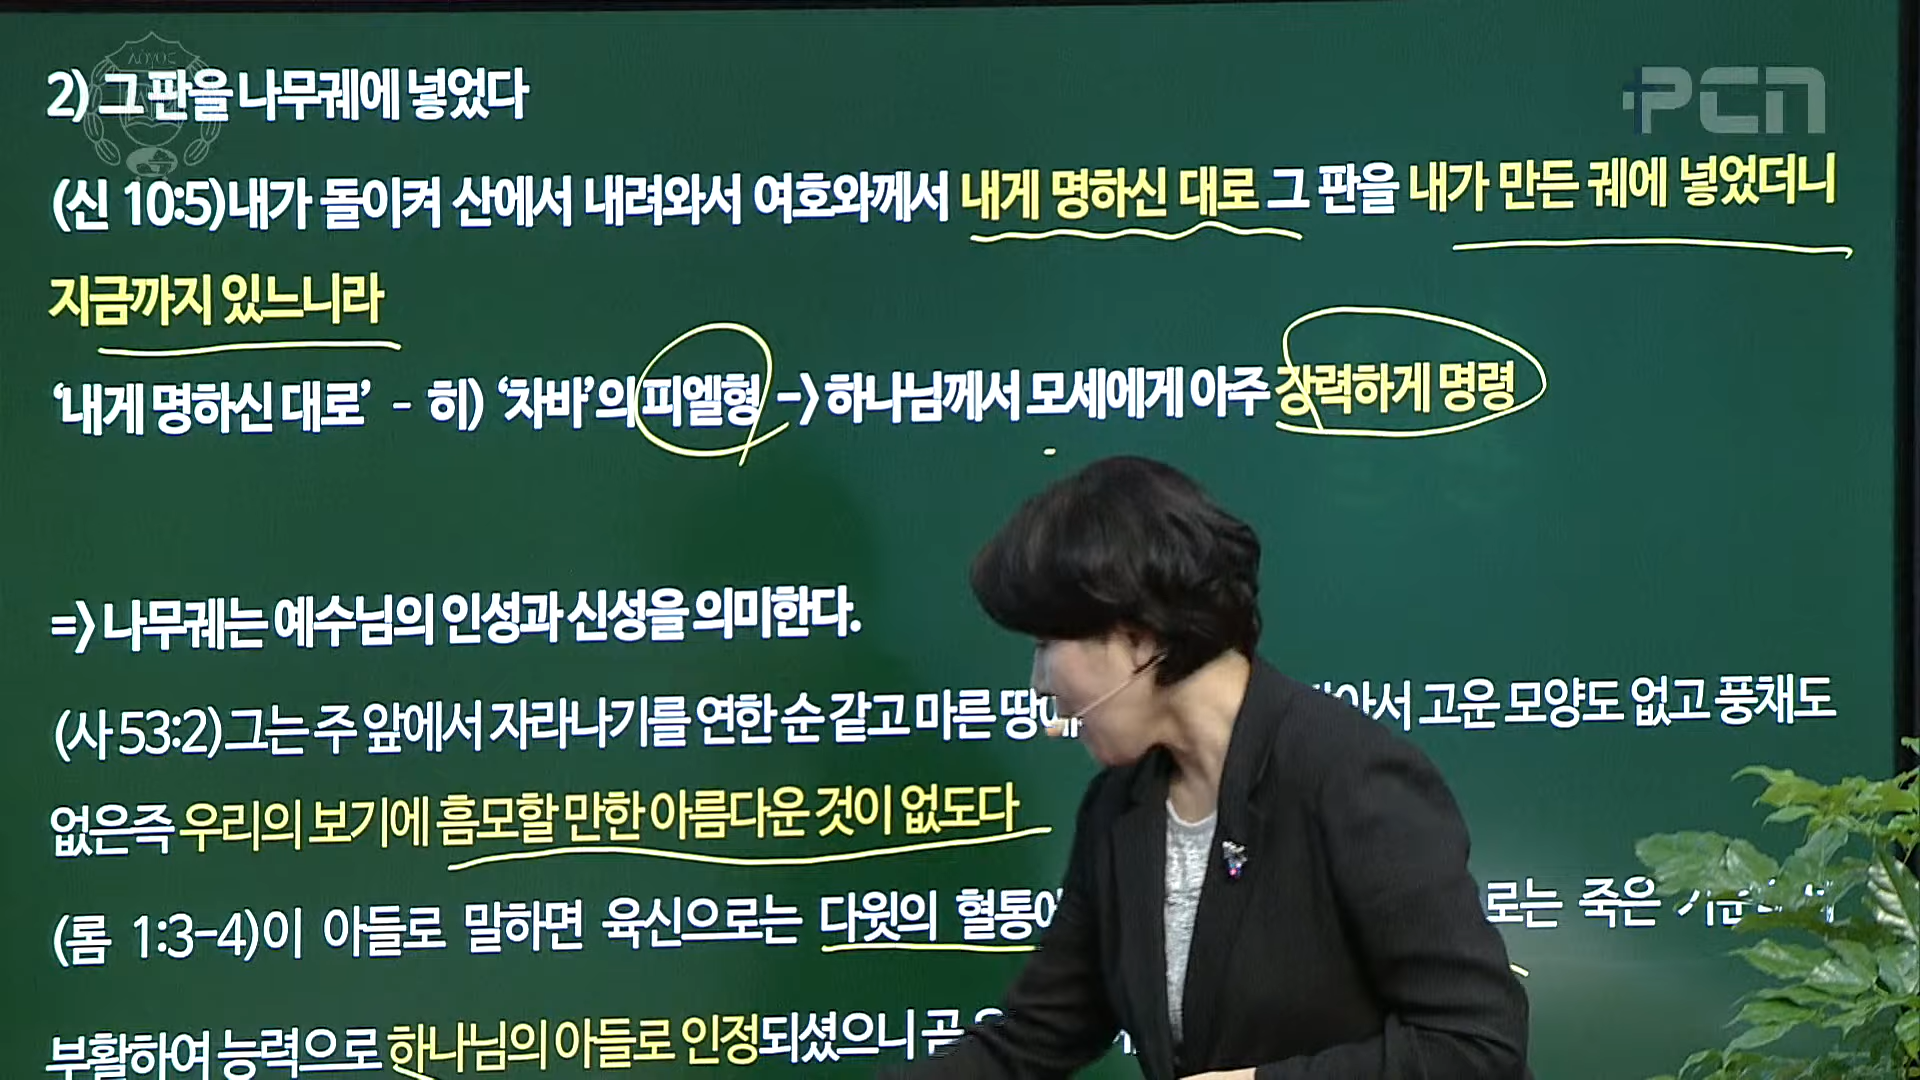 λόγος
PCN
2) 그 판을 나무궤에 넣었다
(신 10:5)내가 돌이켜 산에서 내려와서 여호와께서 내게 명하신 대로 그 판을 내가 만든 궤에 넣었더니
지금까지 있느니라
‘내게 명하신 대로’ - 히) ‘차바’의 피엘형 -> 하나님께서 모세에게 아주 강력하게 명령
=> 나무궤는 예수님의 인성과 신성을 의미한다.
(사 53:2)그는 주 앞에서 자라나기를 연한 순 같고 마른 고운 모양도 없고 풍채도
없은즉 우리의 보기에 흠모할 만한 아름다운 것이 없도다
(롬 1:3-4)이 아들로 말하면 육신으로는 다윗의 죽은
부활하여 능력으로 하나님의 아들로 인정되셨으니 곧